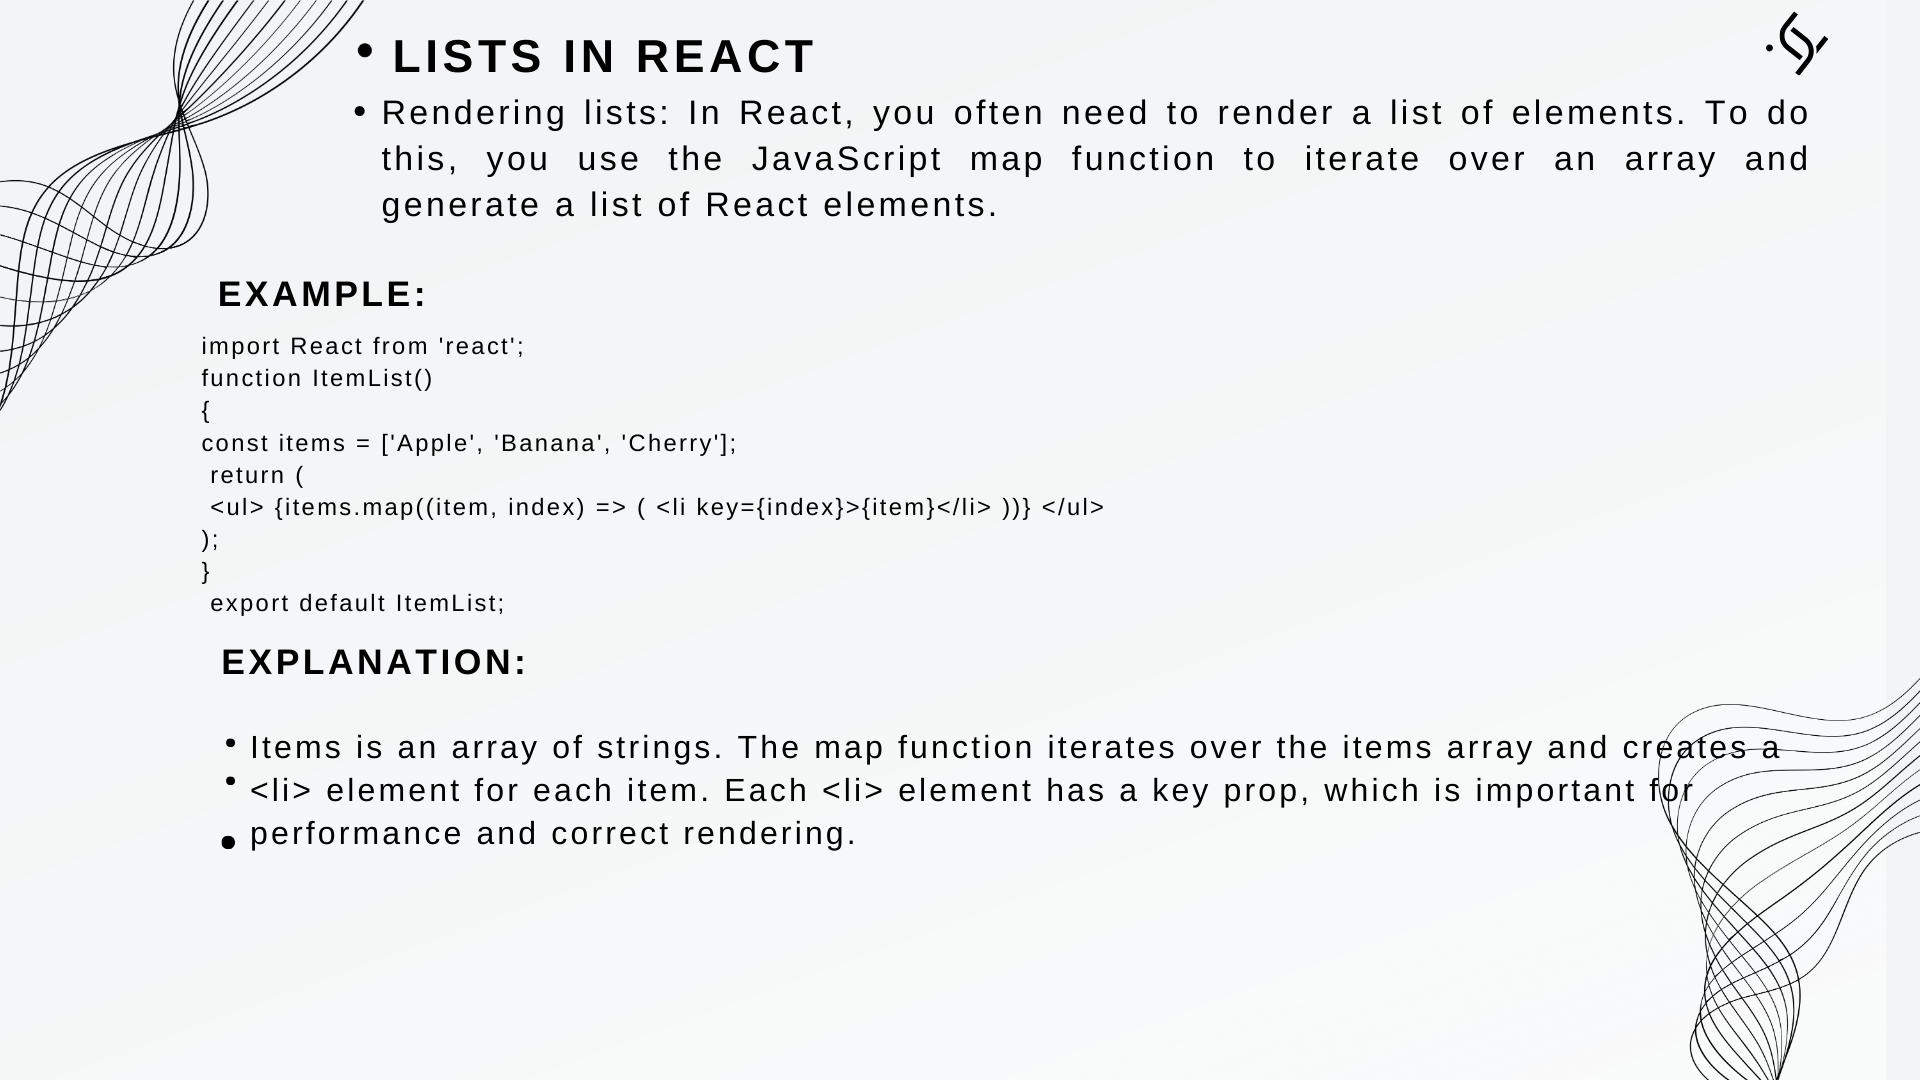 • LISTS IN REACT
• Rendering lists: In React, you often need to render a list of elements. To do
this, you use the JavaScript map function to iterate over an array and
generate a list of React elements.
EXAMPLE:
import React from 'react';
function ItemList()
{
const items = ['Apple', 'Banana', 'Cherry'];
return (
<ul> {items.map((item, index) => ( <li key={index}>{item}</li> ))} </ul>
);
}
export default ItemList;
EXPLANATION:
• Items is an array of strings. The map function iterates over the items array and creates a
• <li> element for each item. Each <li> element has a key prop, which is important for
• performance and correct rendering.